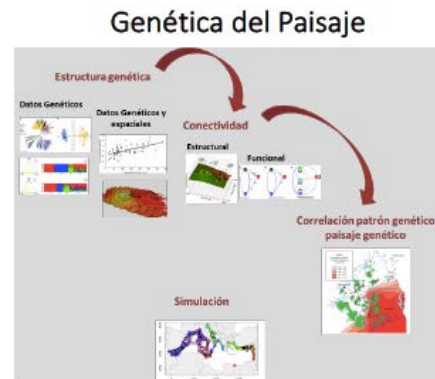 Genética del Paisaje
Estructura genética
Datos Genéticos
Datos Genéticos y
espaciales
Conectividad
Estructural
Funcional
Correlación patrón genético
paisaje genético
Simulación